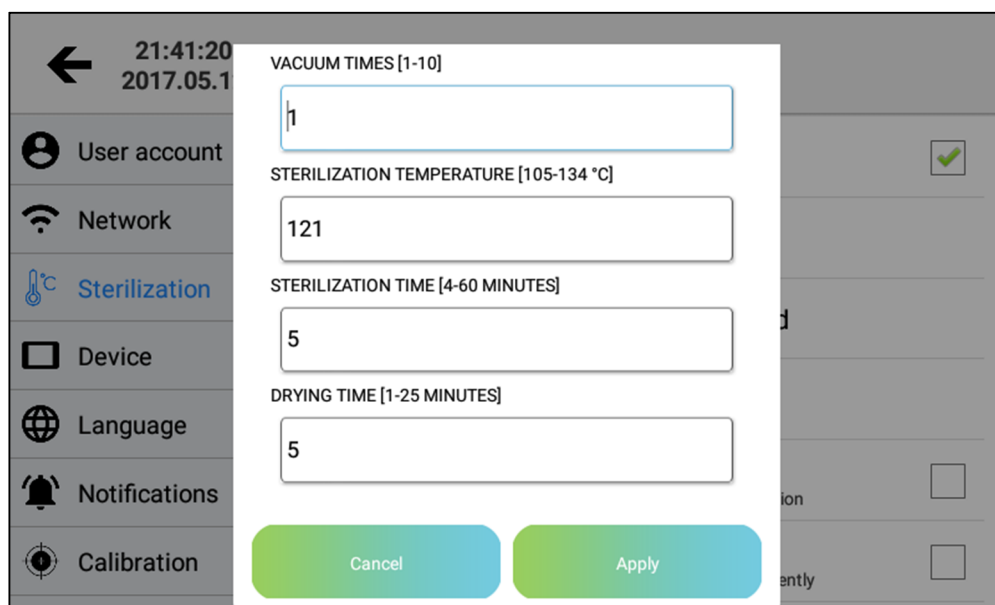 21:41:20
2017.05.1
User account
Network
°C
Sterilization
Device
Language
Notifications
Calibration
VACUUM TIMES [1-10]
1
STERILIZATION TEMPERATURE [105-134 °C]
121
STERILIZATION TIME [4-60 MINUTES]
5
DRYING TIME [1-25 MINUTES]
5
Cancel
Apply